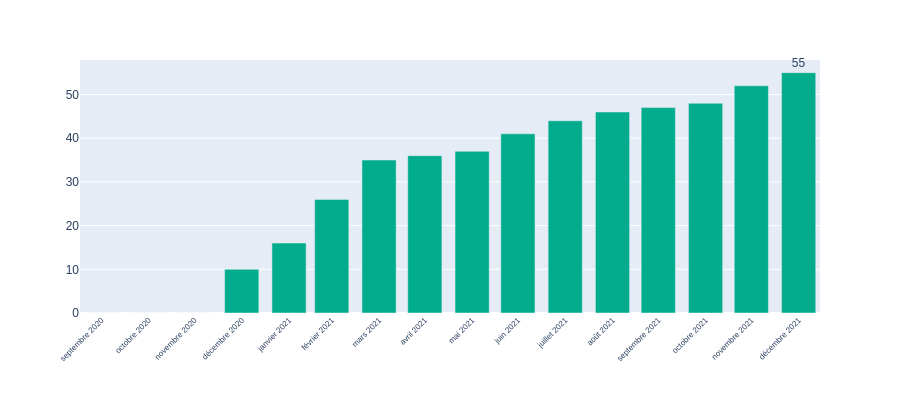 55
50
40
30
20
10
0
septembre 2020
octobre 2020
novembre 2020
décembre 2020
janvier 2021
février 2021
mars 2021
avril 2021
mai 2021
juin 2021
juillet 2021
août 2021
septembre 2021
octobre 2021
novembre 2021
décembre 2021